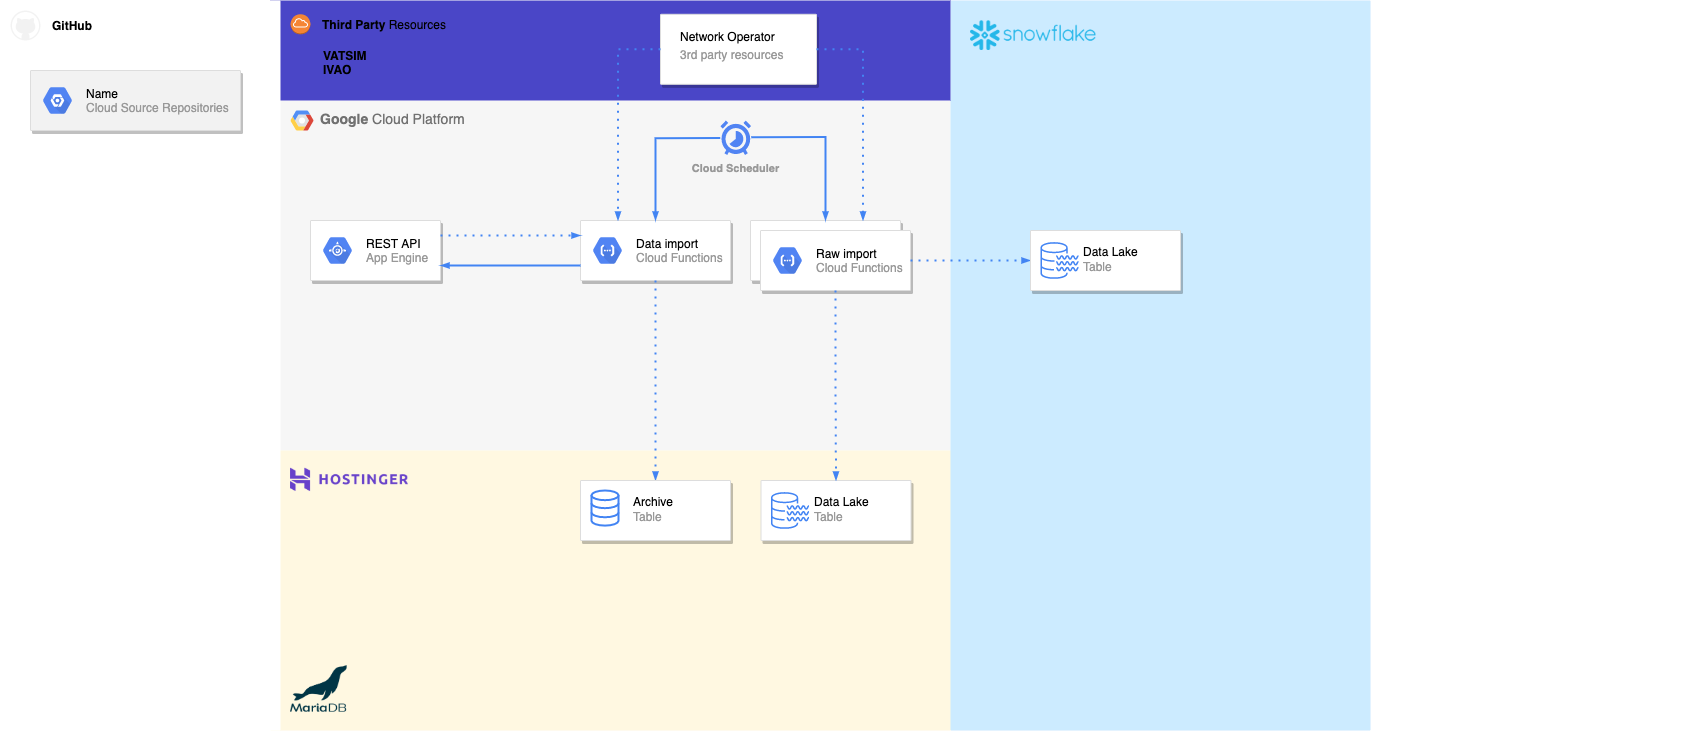 GitHub
Name
Cloud Source Repositories
Third Party Resources
VATSIM
IVAO
Network Operator
3rd party resources
snowflake
Google Cloud Platform
Cloud Scheduler
REST API
App Engine
Data import
Cloud Functions
Raw import
Cloud Functions
Data Lake
Table
HOSTINGER
Archive
Table
Data Lake
Table
MariaDB